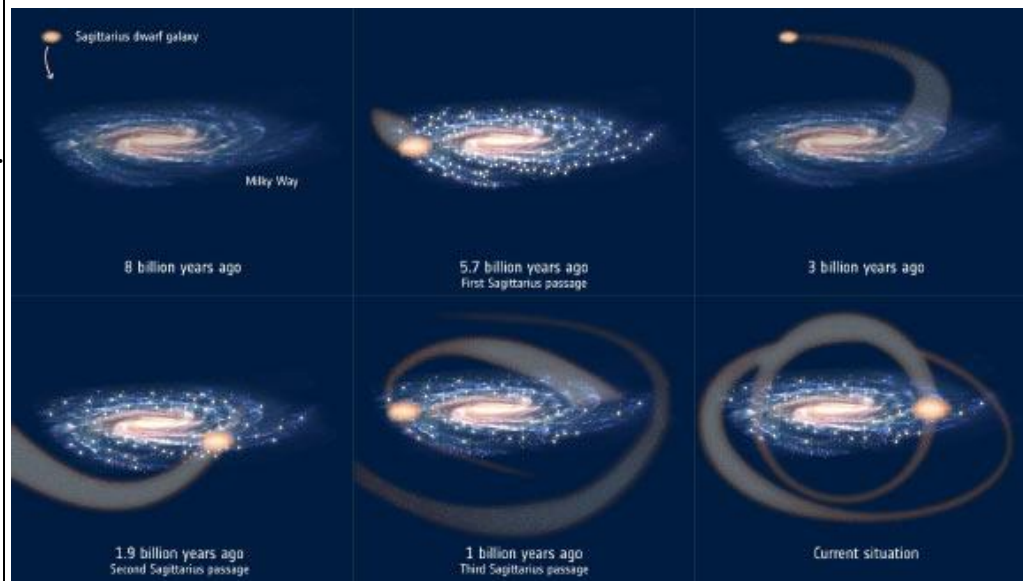 Sagittarius dwarf galaxy
Milky Way
8 billion years ago
5.7 billion years ago
First Sagittarius passage
3 billion years ago
1.9 billion years ago
Second Sagittarius passage
1 billion years ago
Third Sagittarius passage
Current situation